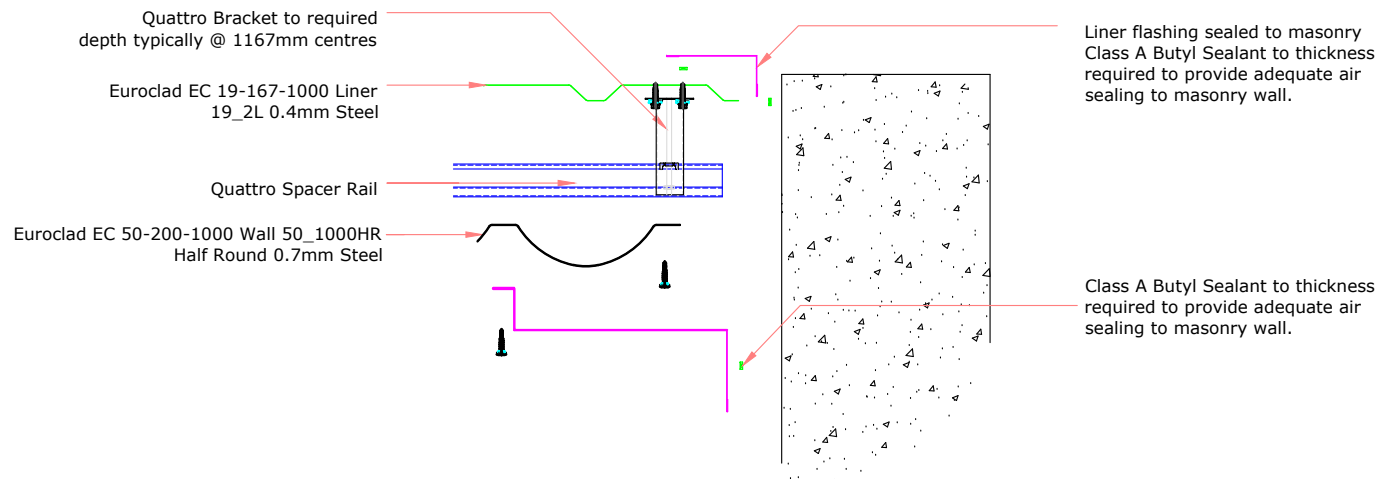 Quattro Bracket to required
depth typically @ 1167mm centres
Euroclad EC 19-167-1000 Liner
19_2L 0.4mm Steel
Quattro Spacer Rail
Euroclad EC 50-200-1000 Wall 50_1000HR
Half Round 0.7mm Steel
Liner flashing sealed to masonry
Class A Butyl Sealant to thickness
required to provide adequate air
sealing to masonry wall.
Class A Butyl Sealant to thickness
required to provide adequate air
sealing to masonry wall.